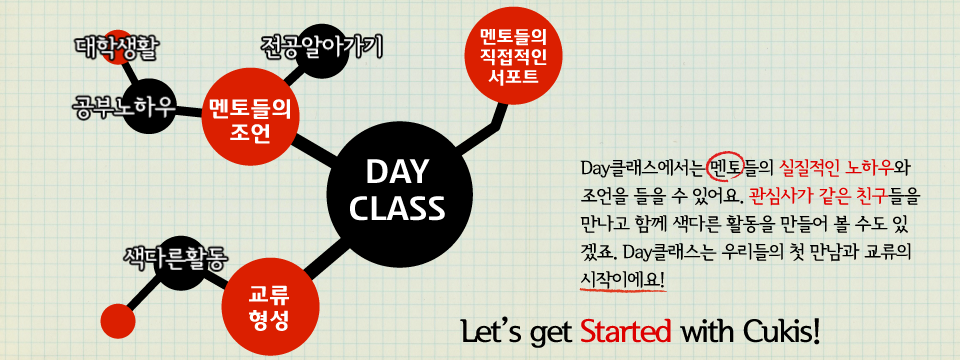 대학생활
전공알아가기
멘토들의
직접적인
서포트
공부노하우
멘토들의
조언
DAY
CLASS
Day클래스에서는 멘토들의 실질적인 노하우와
조언을 들을 수 있어요. 관심사가 같은 친구들을
만나고 함께 색다른 활동을 만들어 볼 수도 있
겠죠. Day클래스는 우리들의 첫 만남과 교류의
시작이에요!
색다른활동
교류
형성
Let's get Started with Cukis!